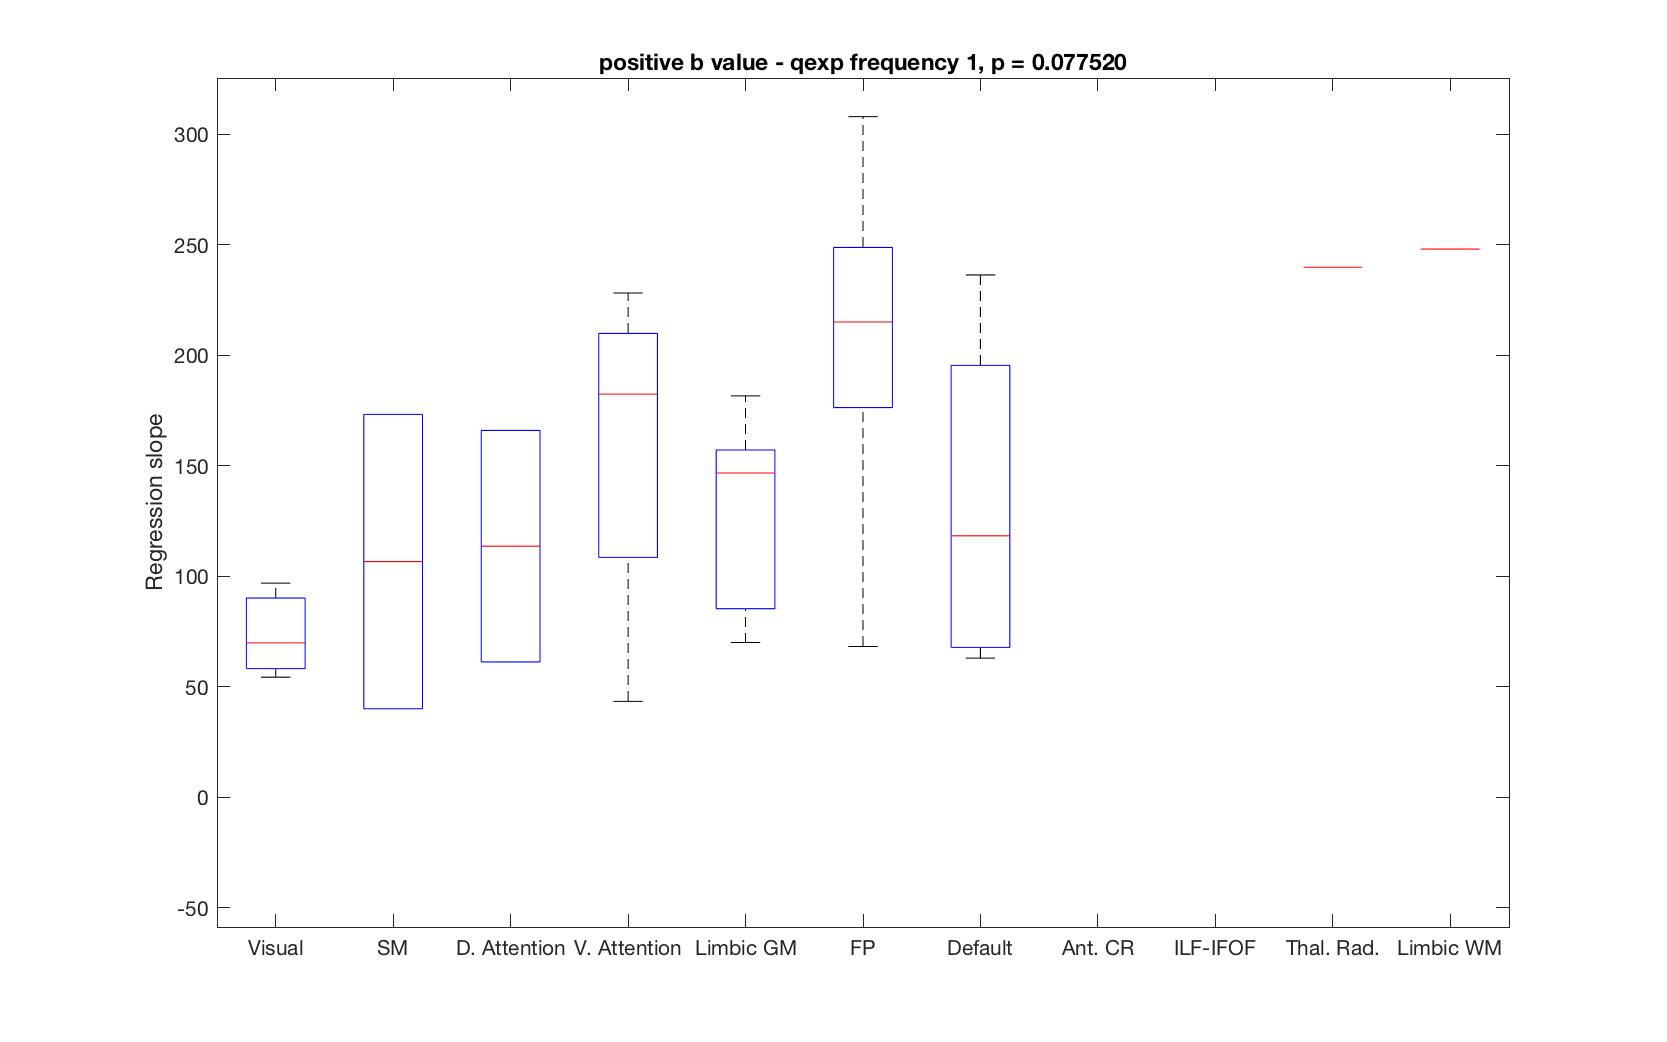 positive b value - qexp frequency 1, p = 0.077520
300
250
200
150
100
50
0
-50
Regression slope
Visual SM D. Attention V. Attention Limbic GM FP Default Ant. CR ILF-IFOF Thal. Rad. Limbic WM